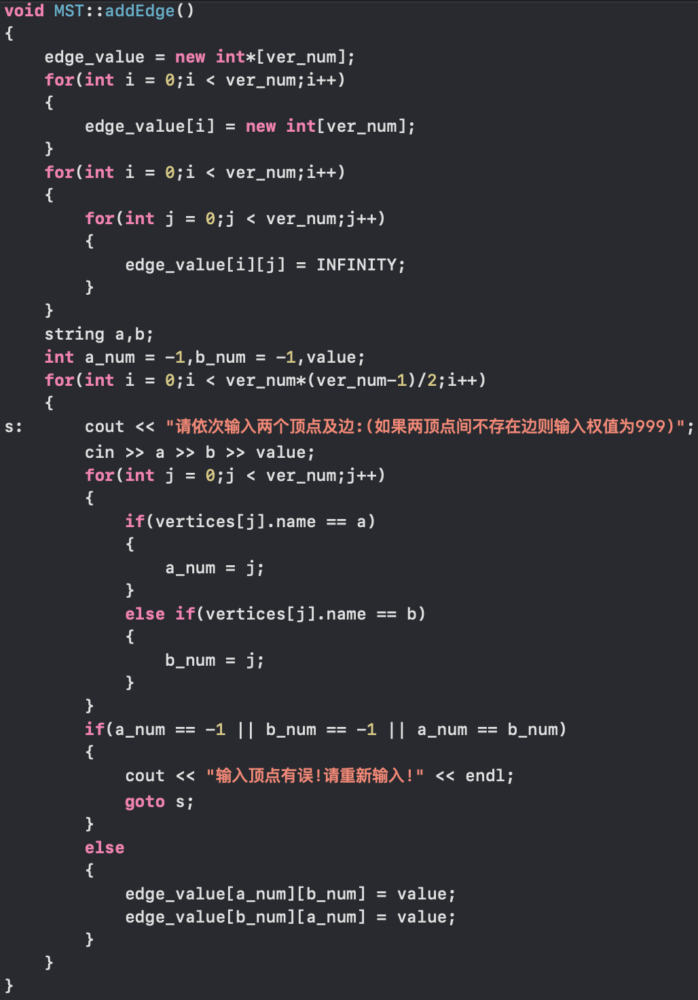 void MST::addEdge()
{
    edge_value = new int*[ver_num];
    for(int i = 0;i < ver_num;i++)
    {
        edge_value[i] = new int[ver_num];
    }
    for(int i = 0;i < ver_num;i++)
    {
        for(int j = 0;j < ver_num;j++)
        {
            edge_value[i][j] = INFINITY;
        }
    }
    string a,b;
    int a_num = -1,b_num = -1,value;
    for(int i = 0;i < ver_num*(ver_num-1)/2;i++)
    {
s:      cout << "请依次输入两个顶点及边:(如果两顶点间不存在边则输入权值为999)";
        cin >> a >> b >> value;
        for(int j = 0;j < ver_num;j++)
        {
            if(vertices[j].name == a)
            {
                a_num = j;
            }
            else if(vertices[j].name == b)
            {
                b_num = j;
            }
        }
        if(a_num == -1 || b_num == -1 || a_num == b_num)
        {
            cout << "输入顶点有误!请重新输入!" << endl;
            goto s;
        }
        else
        {
            edge_value[a_num][b_num] = value;
            edge_value[b_num][a_num] = value;
        }
    }
}